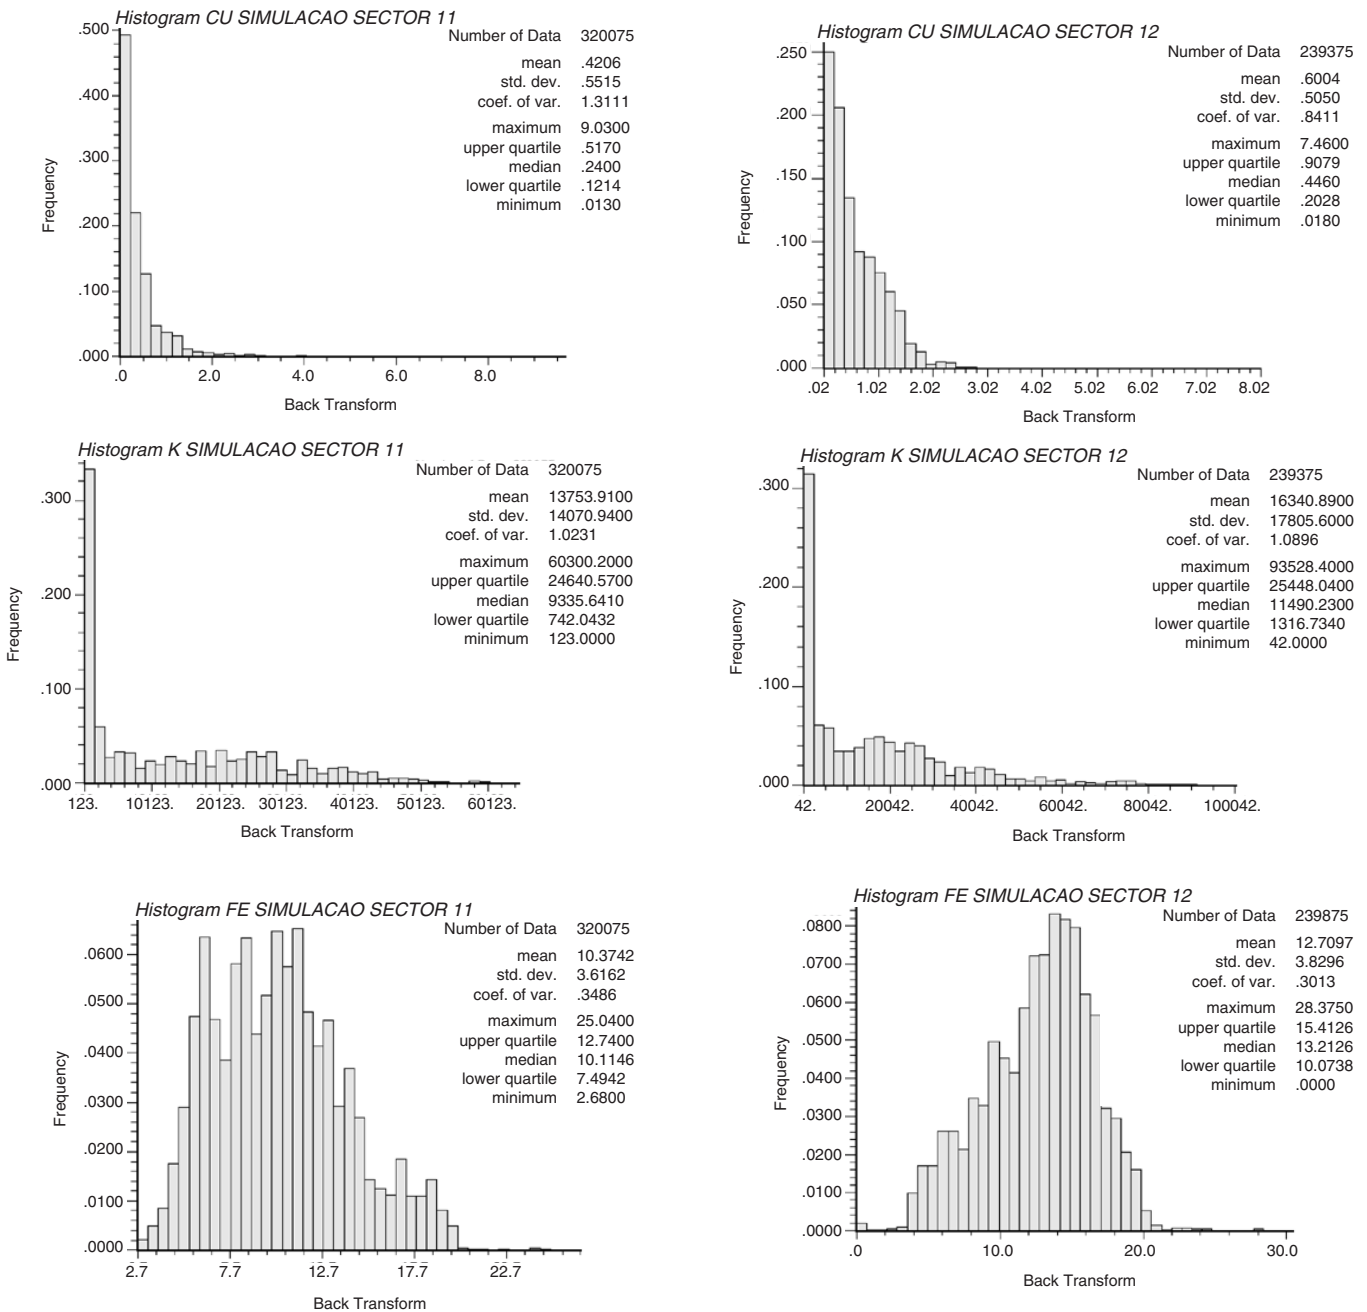 Histogram CU SIMULACAO SECTOR 11
Number of Data 320075
mean .4206
std. dev. .5515
coef. of var. 1.3111
maximum 9.0300
upper quartile .5170
median .2400
lower quartile .1214
minimum .0130
Frequency
.500
.400
.300
.200
.100
.000
.0 2.0 4.0 6.0 8.0
Back Transform
Histogram CU SIMULACAO SECTOR 12
Number of Data 239375
mean .6004
std. dev. .5050
coef. of var. .8411
maximum 7.4600
upper quartile .9079
median .4460
lower quartile .2028
minimum .0180
Frequency
.250
.200
.150
.100
.050
.000
.02 1.02 2.02 3.02 4.02 5.02 6.02 7.02 8.02
Back Transform
Histogram K SIMULACAO SECTOR 11
Number of Data 320075
mean 13753.9100
std. dev. 14070.9400
coef. of var. 1.0231
maximum 60300.2000
upper quartile 24640.5700
median 9335.6410
lower quartile 742.0432
minimum 123.0000
Frequency
.300
.200
.100
.000
123. 10123. 20123. 30123. 40123. 50123. 60123.
Back Transform
Histogram K SIMULACAO SECTOR 12
Number of Data 239375
mean 16340.8900
std. dev. 17805.6000
coef. of var. 1.0896
maximum 93528.4000
upper quartile 25448.0400
median 11490.2300
lower quartile 1316.7340
minimum 42.0000
Frequency
.300
.200
.100
.000
42. 20042. 40042. 60042. 80042. 100042.
Back Transform
Histogram FE SIMULACAO SECTOR 11
Number of Data 320075
mean 10.3742
std. dev. 3.6162
coef. of var. .3486
maximum 25.0400
upper quartile 12.7400
median 10.1146
lower quartile 7.4942
minimum 2.6800
Frequency
.0600
.0500
.0400
.0300
.0200
.0100
.0000
2.7 7.7 12.7 17.7 22.7
Back Transform
Histogram FE SIMULACAO SECTOR 12
Number of Data 239875
mean 12.7097
std. dev. 3.8296
coef. of var. .3013
maximum 28.3750
upper quartile 15.4126
median 13.2126
lower quartile 10.0738
minimum .0000
Frequency
.0800
.0700
.0600
.0500
.0400
.0300
.0200
.0100
.0000
.0 10.0 20.0 30.0
Back Transform